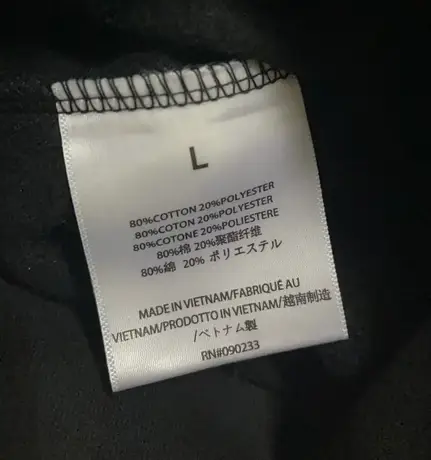 L
80%COTTON 20%POLYESTER
80%COTON 20%POLYESTER
80%COTONE 20%POLIESTERE
80%棉 20%聚酯纤维
80%綿 20% ポリエステル
MADE IN VIETNAM/FABRIQUÉ AU
VIETNAM/PRODOTTO IN VIETNAM/越南制造
/ベトナム製
RN#090233